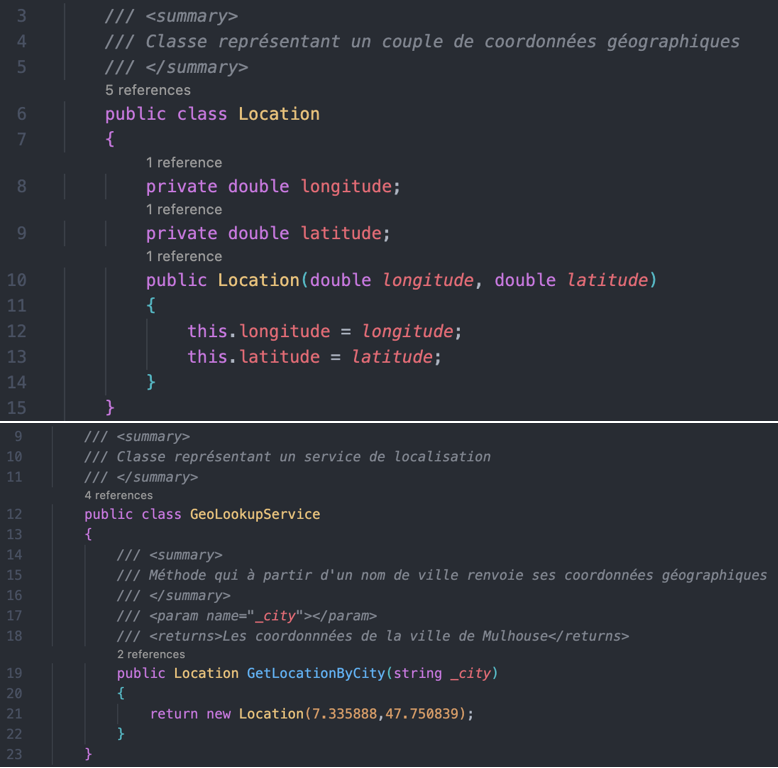 3 /// <summary>
4 /// Classe représentant un couple de coordonnées géographiques
5 /// </summary>
5 references
6 public class Location
7 {
1 reference
8 private double longitude;
1 reference
9 private double latitude;
1 reference
10 public Location(double longitude, double latitude)
11 {
12 this.longitude = longitude;
13 this.latitude = latitude;
14 }
15 }
9 /// <summary>
10 /// Classe représentant un service de localisation
11 /// </summary>
4 references
12 public class GeoLookupService
13 {
14 /// <summary>
15 /// Méthode qui à partir d'un nom de ville renvoie ses coordonnées géographiques
16 /// </summary>
17 /// <param name="_city"></param>
18 /// <returns>Les coordonnnées de la ville de Mulhouse</returns>
2 references
19 public Location GetLocationByCity(string _city)
20 {
21 return new Location(7.335888,47.750839);
22 }
23 }